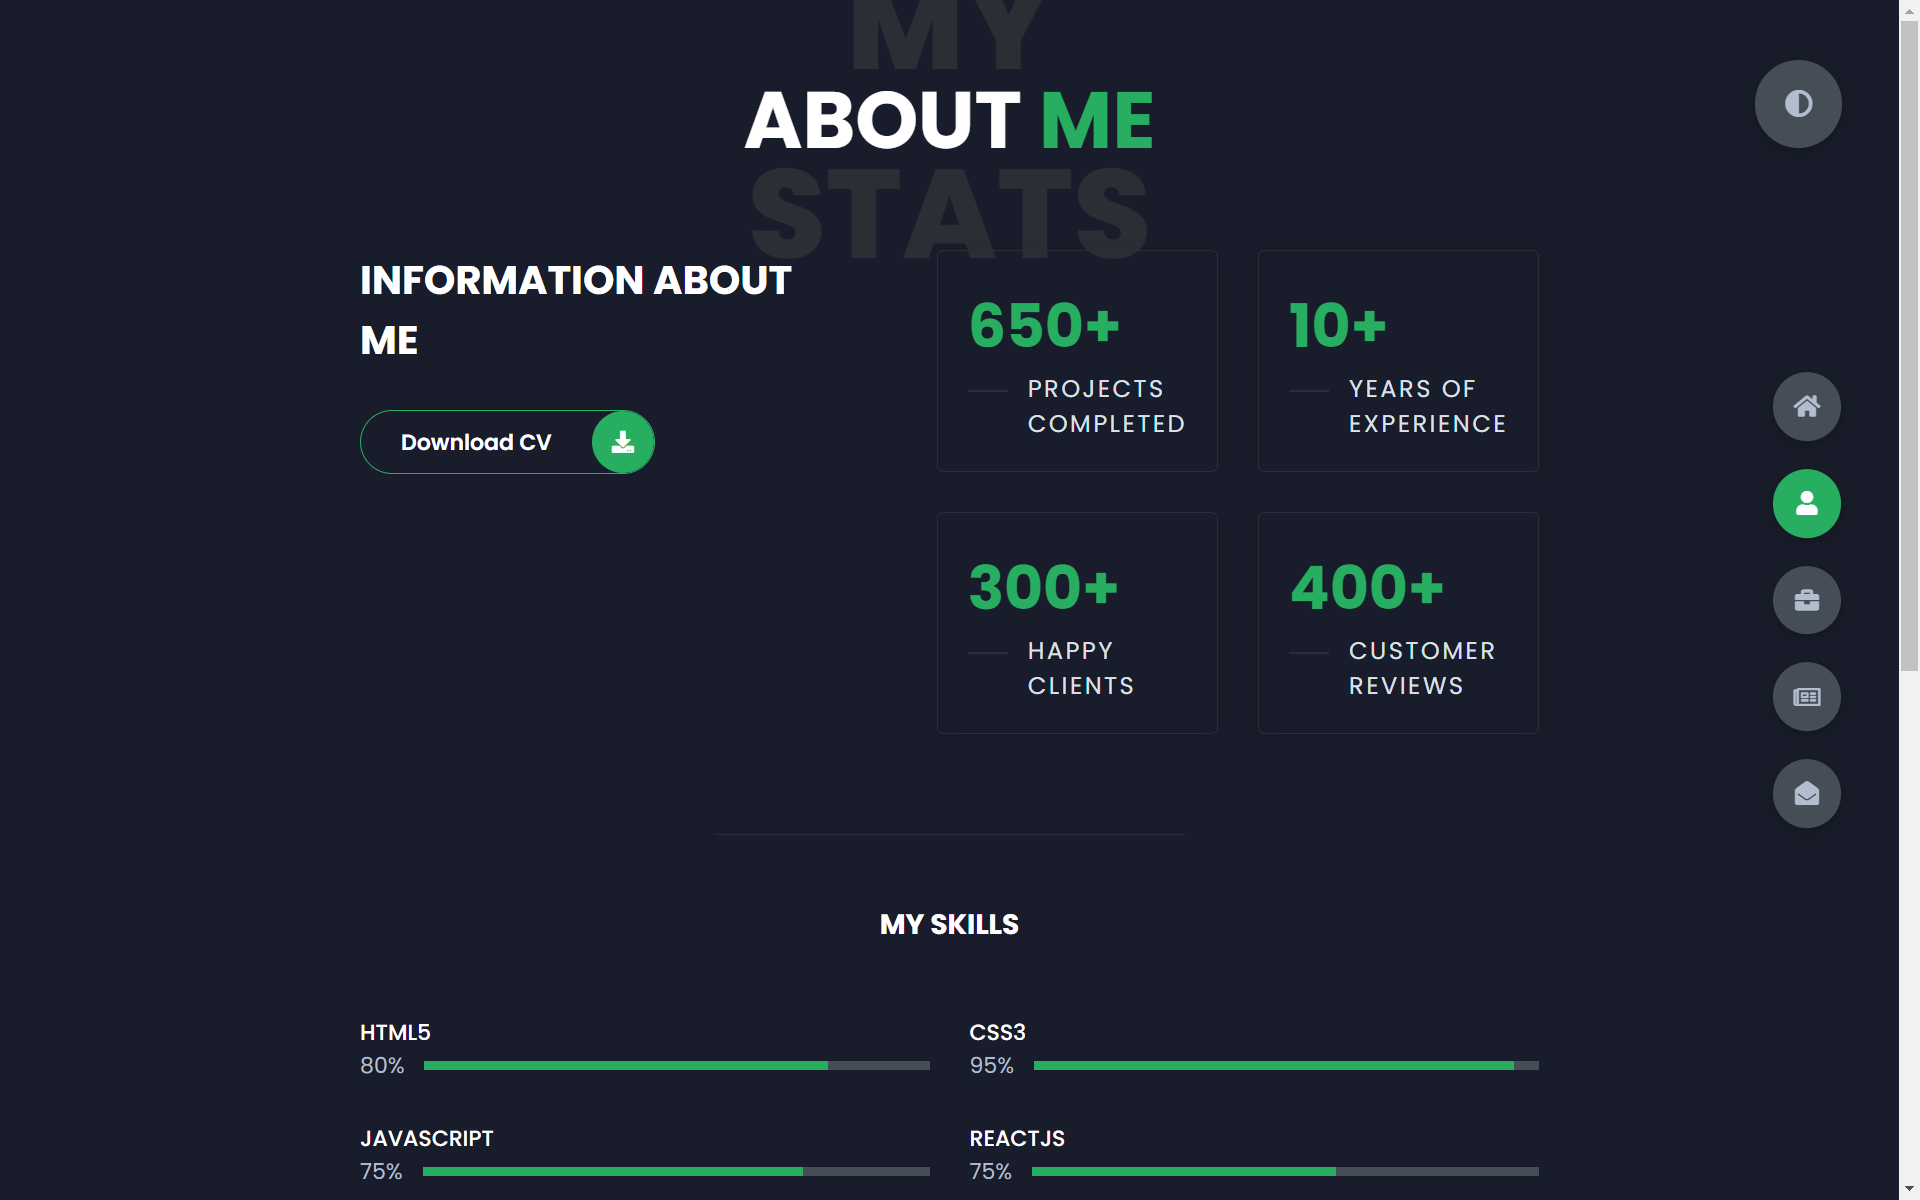 MY
ABOUT ME
STATS
INFORMATION ABOUT
ME
Download CV
650+
PROJECTS
COMPLETED
10+
YEARS OF
EXPERIENCE
300+
HAPPY
CLIENTS
400+
CUSTOMER
REVIEWS
MY SKILLS
HTML5
80%
CSS3
95%
JAVASCRIPT
75%
REACTJS
75%